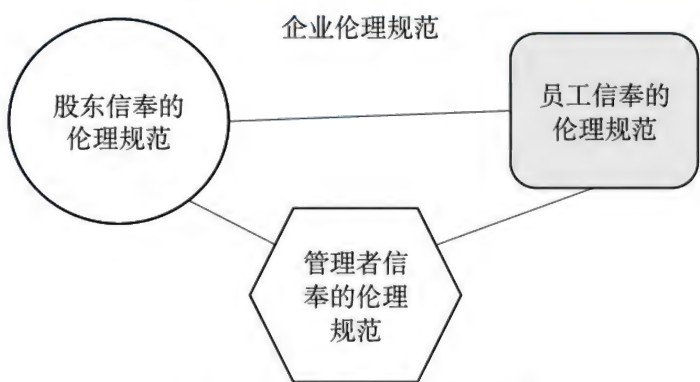 企业伦理规范
股东信奉的
伦理规范
员工信奉的
伦理规范
管理者信
奉的伦理
规范